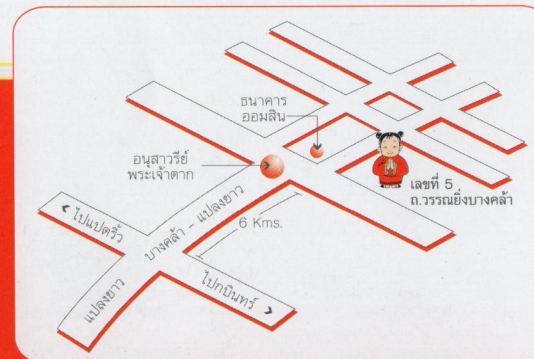 ธนาคาร
ออมสิน
อนุสาวรีย์
พระเจ้าตาก
เลขที่ 5
ถ.วรรณยิ่งบางคล้า
< ไปแปดริ้ว
บางคล้า - แปลงยาว
6 Kms.
แปลงยาว
ไปกบินทร์ >